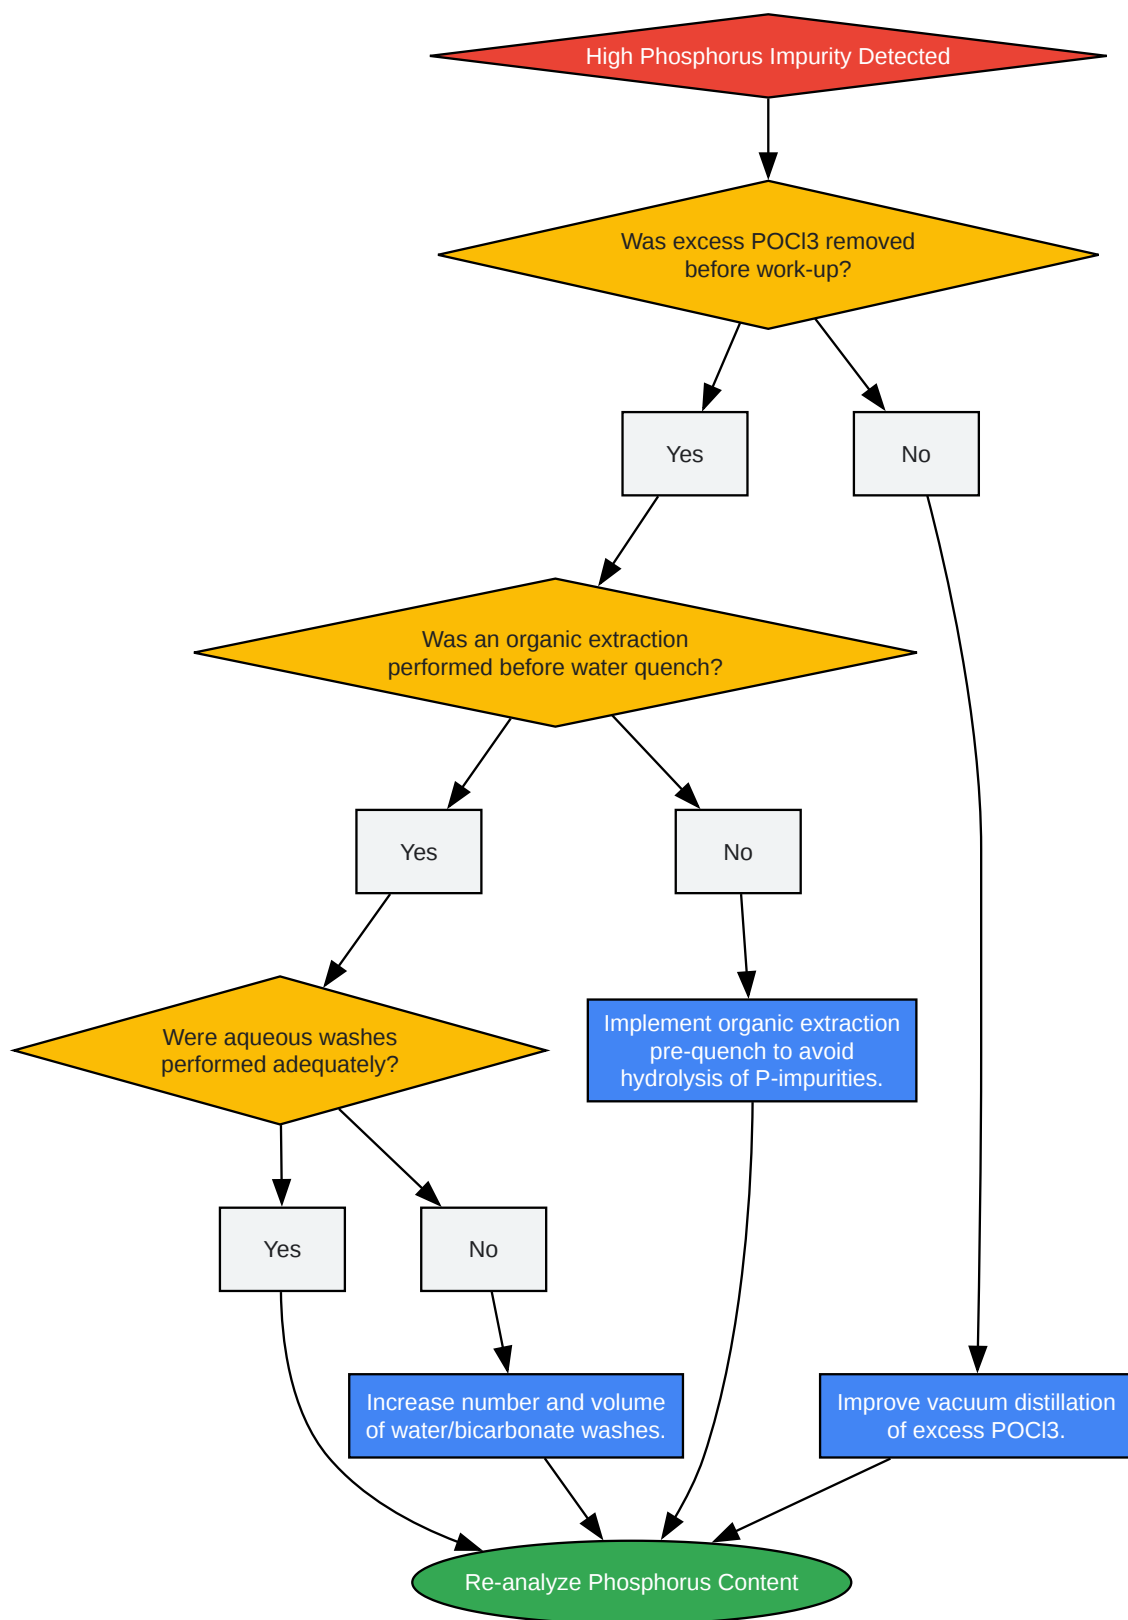 High Phosphorus Impurity Detected
Was excess POCl3 removed
before work-up?
Yes
No
Was an organic extraction
performed before water quench?
Yes
No
Were aqueous washes
performed adequately?
Implement organic extraction
pre-quench to avoid
hydrolysis of P-impurities.
Yes
No
Increase number and volume
of water/bicarbonate washes.
Improve vacuum distillation
of excess POCl3.
Re-analyze Phosphorus Content